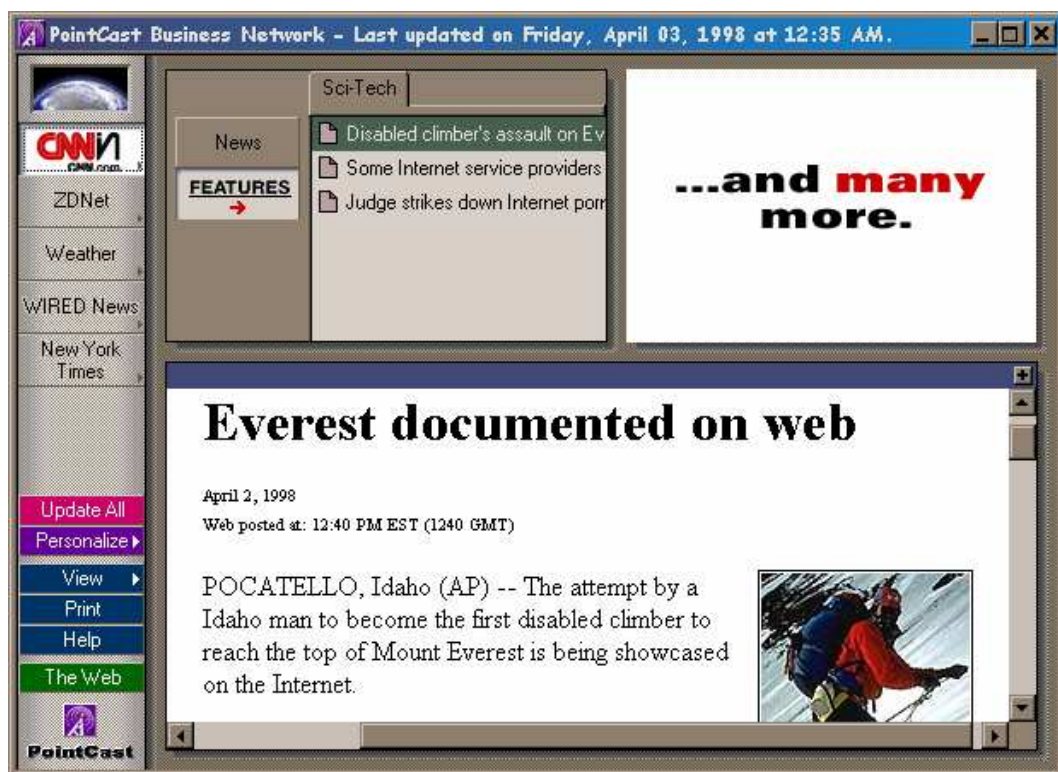 PointCast Business Network - Last updated on Friday, April 03, 1998 at 12:35 AM.
CNNin
CNN.com
ZDNet
Weather
WIRED News
New York
Times
Update All
Personalize
View
Print
Help
The Web
PointCast
News
FEATURES
Sci-Tech
Disabled climber's assault on Ev
Some Internet service providers
Judge strikes down Internet porr
...and many
more.
Everest documented on web
April 2, 1998
Web posted at: 12:40 PM EST (1240 GMT)
POCATELLO, Idaho (AP) -- The attempt by a
Idaho man to become the first disabled climber to
reach the top of Mount Everest is being showcased
on the Internet.